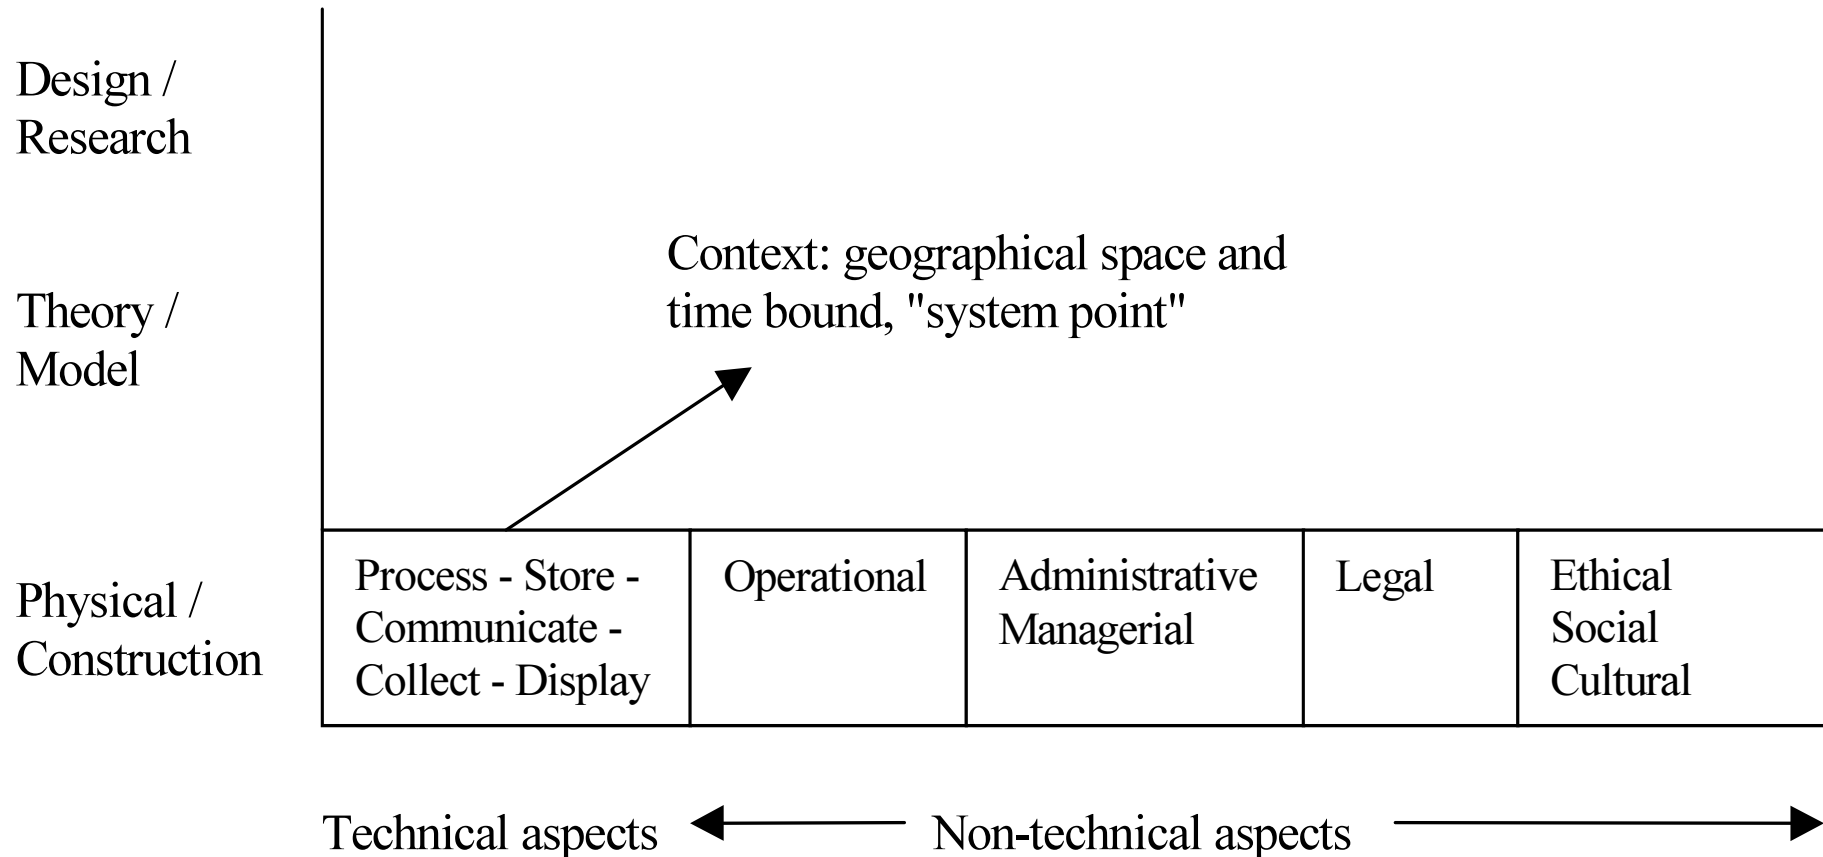 Design /
Research
Context: geographical space and
time bound, "system point"
Theory /
Model
Physical /
Construction
Process - Store -
Communicate -
Collect - Display
Operational
Administrative
Managerial
Legal
Ethical
Social
Cultural
Technical aspects
Non-technical aspects